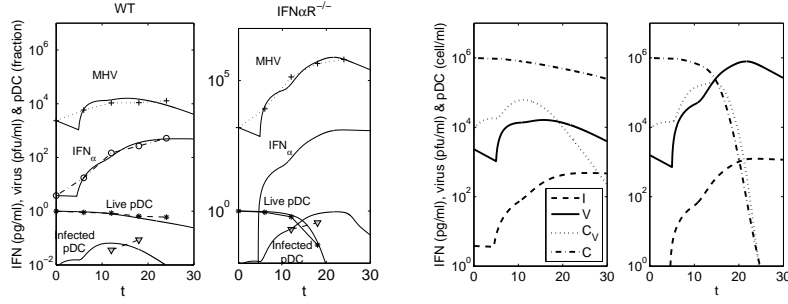 WT
IFNαR−/−
IFN (pg/ml), virus (pfu/ml) & pDC (fraction)
10^6
10^4
10^2
10^0
10^−2
MHV
IFN_α
Live pDC
Infected pDC
0 10 20 30
t
10^5
10^0
MHV
IFN_α
Live pDC
Infected pDC
0 10 20 30
t
IFN (pg/ml), virus (pfu/ml) & pDC (cell/ml)
10^6
10^4
10^2
10^0
I
V
C_V
C
0 10 20 30
t
10^6
10^4
10^2
10^0
0 10 20 30
t